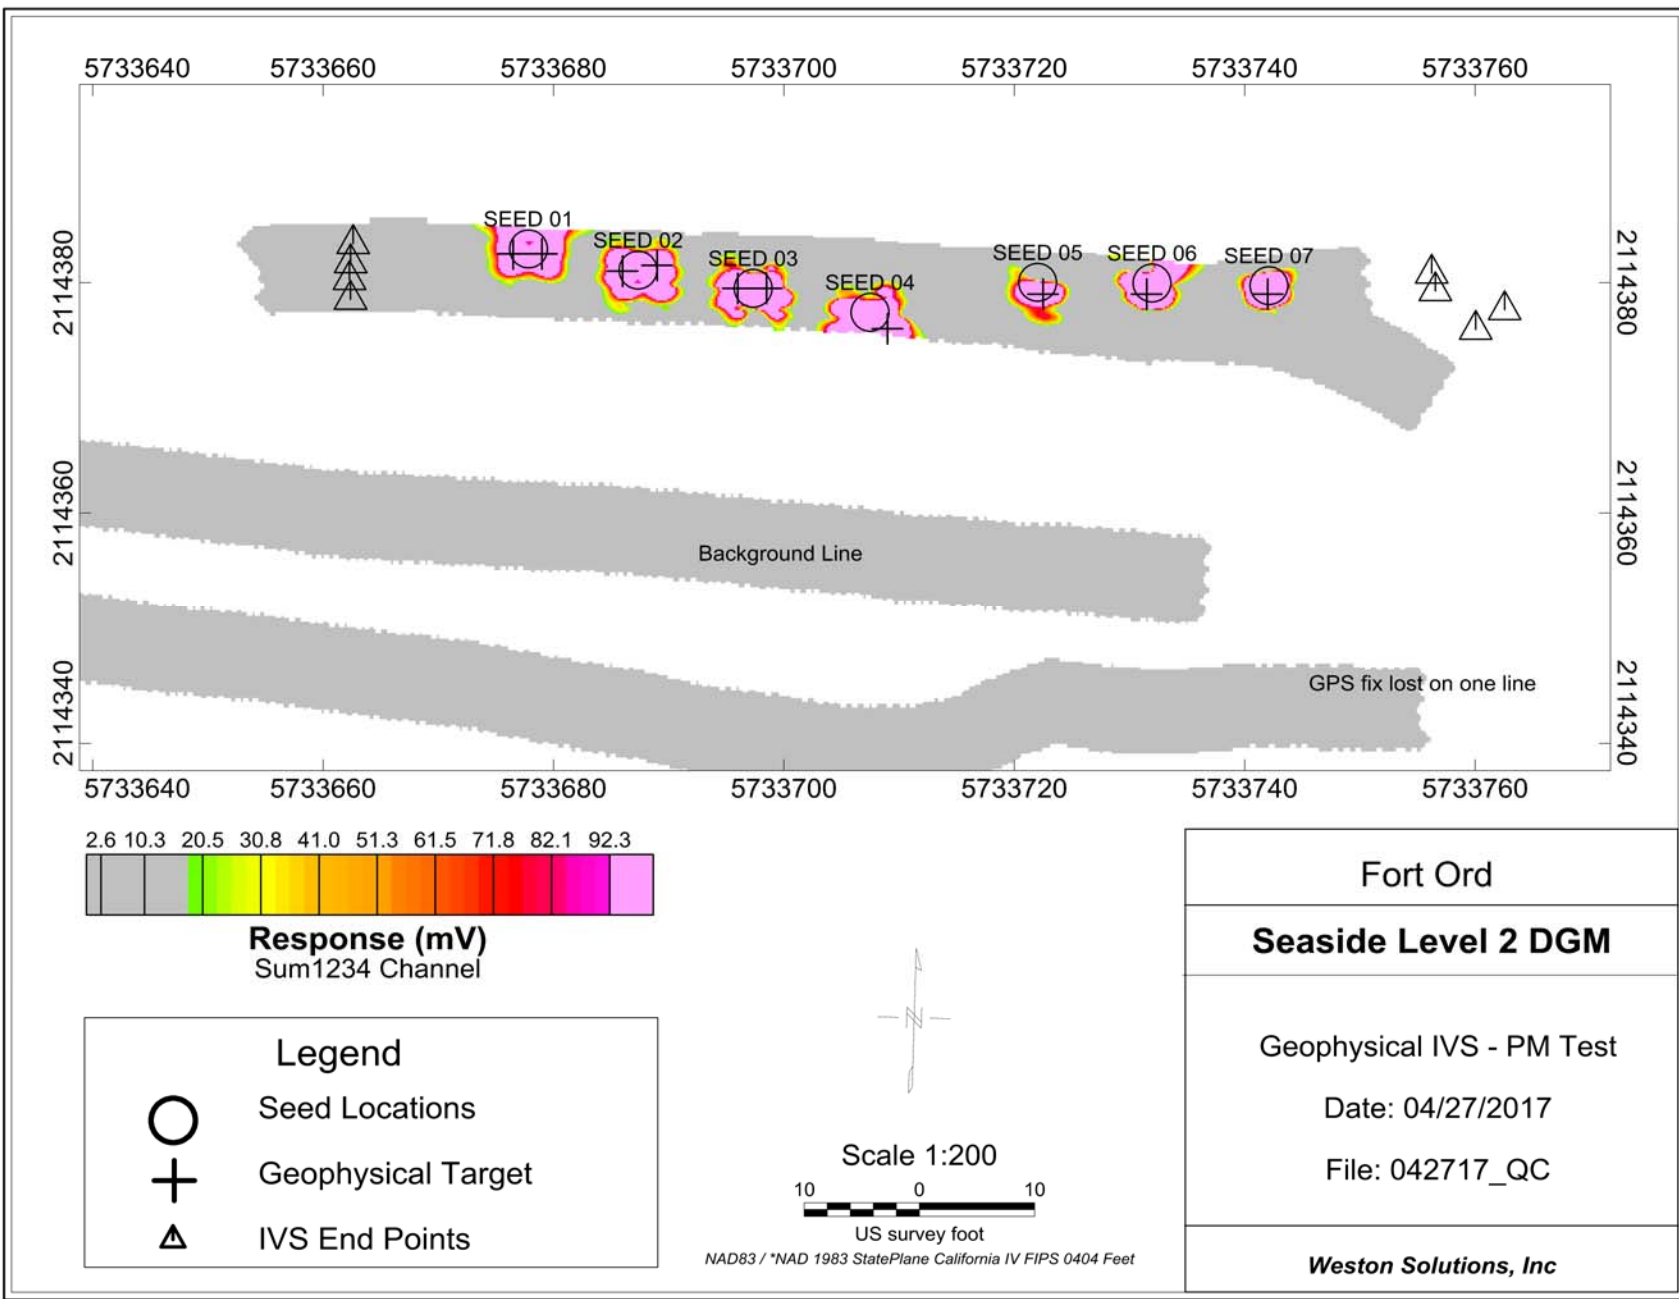 5733640 5733660 5733680 5733700 5733720 5733740 5733760
2114380
2114380
SEED 01
SEED 02
SEED 03
SEED 04
SEED 05
SEED 06
SEED 07
2114360
2114360
Background Line
2114340
2114340
GPS fix lost on one line
5733640 5733660 5733680 5733700 5733720 5733740 5733760
2.6 10.3 20.5 30.8 41.0 51.3 61.5 71.8 82.1 92.3
Response (mV)
Sum1234 Channel
Legend
Seed Locations
Geophysical Target
IVS End Points
N
Scale 1:200
10 0 10
US survey foot
NAD83 / *NAD 1983 StatePlane California IV FIPS 0404 Feet
Fort Ord
Seaside Level 2 DGM
Geophysical IVS - PM Test
Date: 04/27/2017
File: 042717_QC
Weston Solutions, Inc